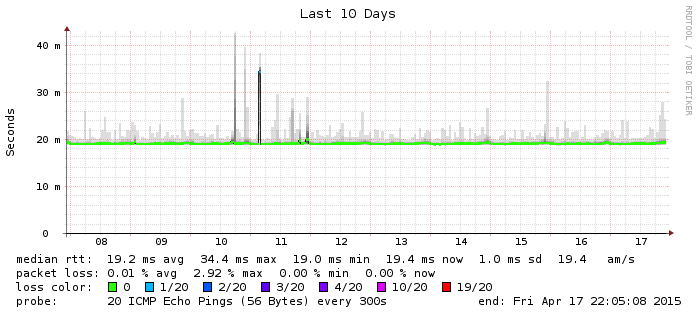 Last 10 Days
RRDTOOL / TOBI OETIKER
Seconds
40 m
30 m
20 m
10 m
0
08 09 10 11 12 13 14 15 16 17
median rtt: 19.2 ms avg 34.4 ms max 19.0 ms min 19.4 ms now 1.0 ms sd 19.4 am/s
packet loss: 0.01 % avg 2.92 % max 0.00 % min 0.00 % now
loss color: 0 1/20 2/20 3/20 4/20 10/20 19/20
probe: 20 ICMP Echo Pings (56 Bytes) every 300s end: Fri Apr 17 22:05:08 2015